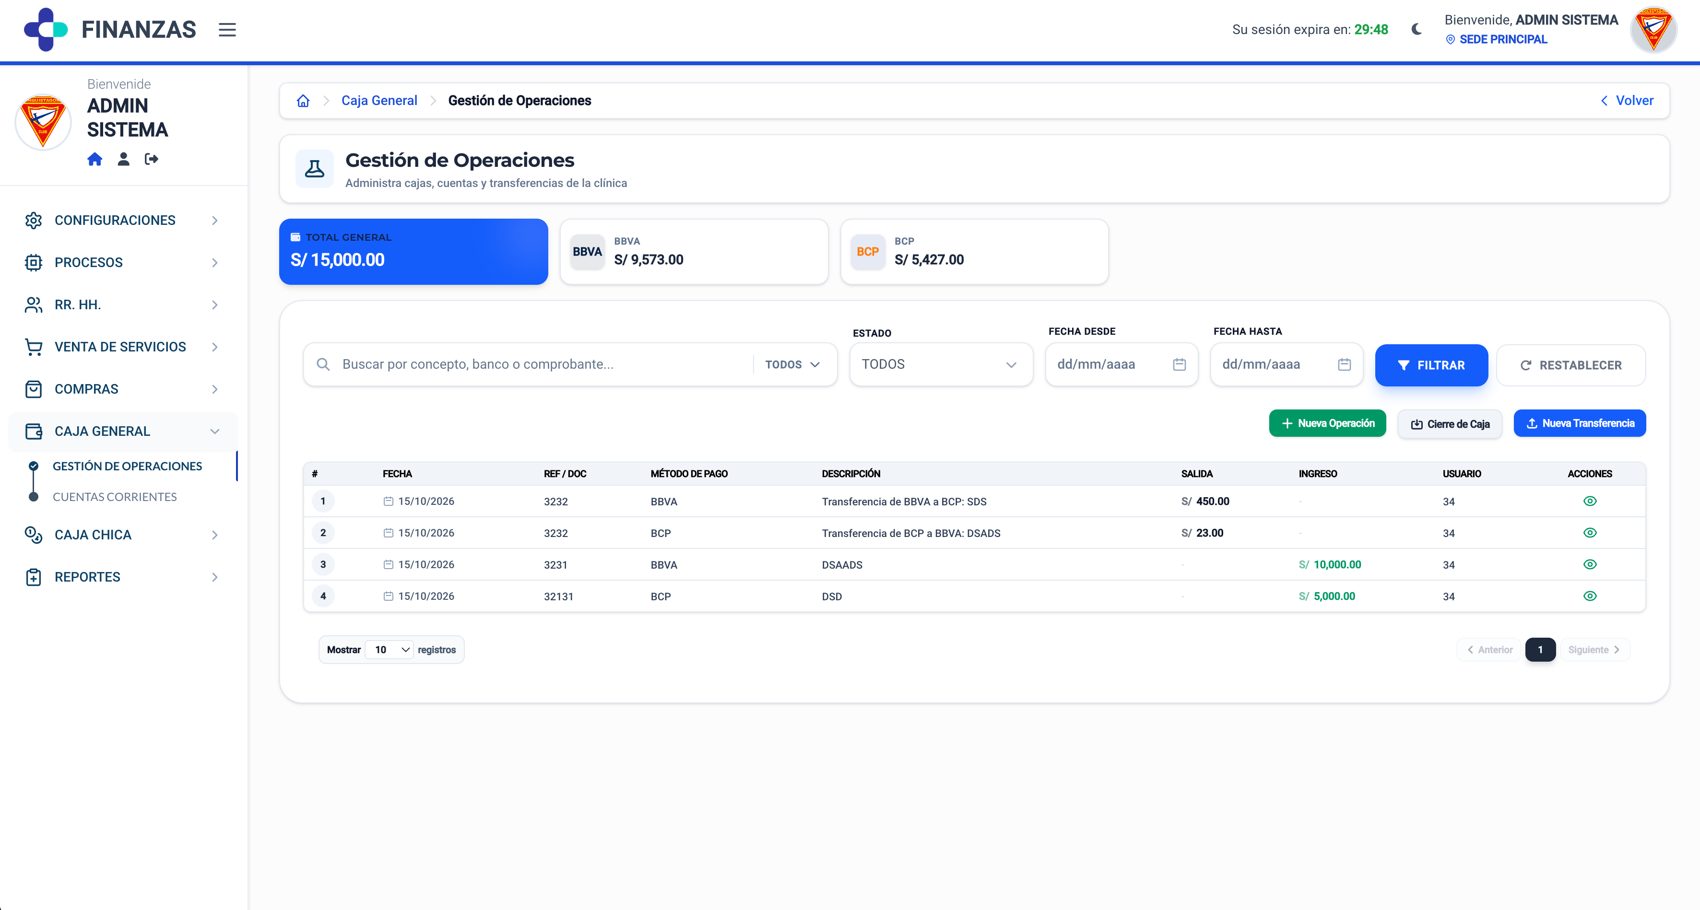 FINANZAS
Su sesión expira en: 29:48
Bienvenide, ADMIN SISTEMA
SEDE PRINCIPAL
Bienvenide
ADMIN
SISTEMA
CONFIGURACIONES
PROCESOS
RR. HH.
VENTA DE SERVICIOS
COMPRAS
CAJA GENERAL
GESTIÓN DE OPERACIONES
CUENTAS CORRIENTES
CAJA CHICA
REPORTES
Caja General
Gestión de Operaciones
Volver
Gestión de Operaciones
Administra cajas, cuentas y transferencias de la clínica
TOTAL GENERAL
S/ 15,000.00
BBVA
BBVA
S/ 9,573.00
BCP
BCP
S/ 5,427.00
Buscar por concepto, banco o comprobante...
TODOS
ESTADO
TODOS
FECHA DESDE
dd/mm/aaaa
FECHA HASTA
dd/mm/aaaa
FILTRAR
RESTABLECER
Nueva Operación
Cierre de Caja
Nueva Transferencia
# FECHA REF / DOC MÉTODO DE PAGO DESCRIPCIÓN SALIDA INGRESO USUARIO ACCIONES
1 15/10/2026 3232 BBVA Transferencia de BBVA a BCP: SDS S/ 450.00 - 34
2 15/10/2026 3232 BCP Transferencia de BCP a BBVA: DSADS S/ 23.00 - 34
3 15/10/2026 3231 BBVA DSAADS - S/ 10,000.00 34
4 15/10/2026 32131 BCP DSD - S/ 5,000.00 34
Mostrar 10 registros
Anterior 1 Siguiente